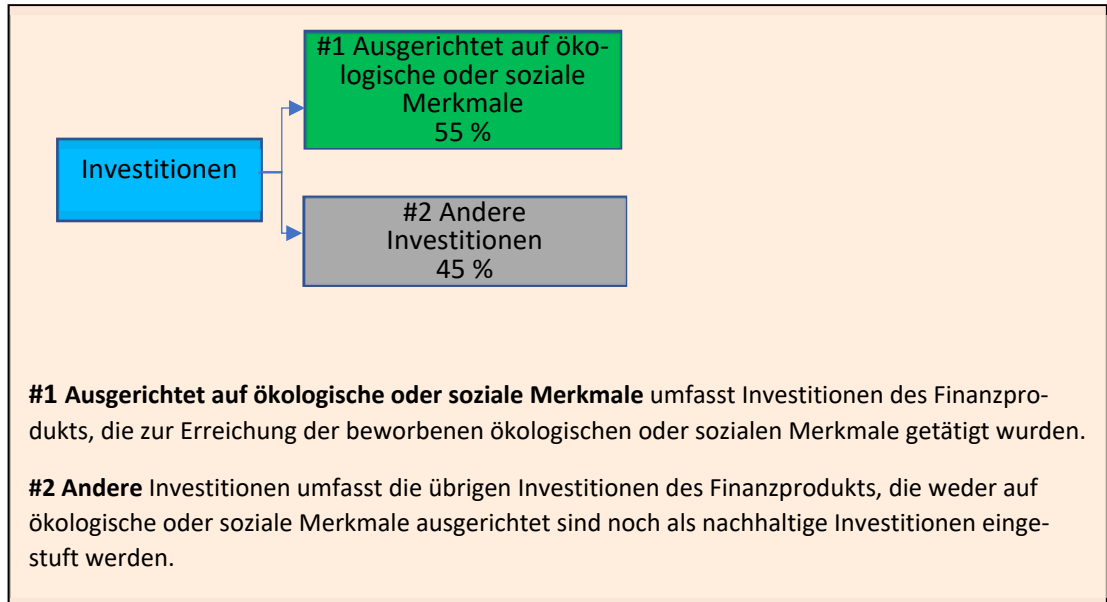 #1 Ausgerichtet auf öko-
logische oder soziale
Merkmale
55 %
Investitionen
#2 Andere
Investitionen
45 %
#1 Ausgerichtet auf ökologische oder soziale Merkmale umfasst Investitionen des Finanzpro-
dukts, die zur Erreichung der beworbenen ökologischen oder sozialen Merkmale getätigt wurden.
#2 Andere Investitionen umfasst die übrigen Investitionen des Finanzprodukts, die weder auf
ökologische oder soziale Merkmale ausgerichtet sind noch als nachhaltige Investitionen einge-
stuft werden.